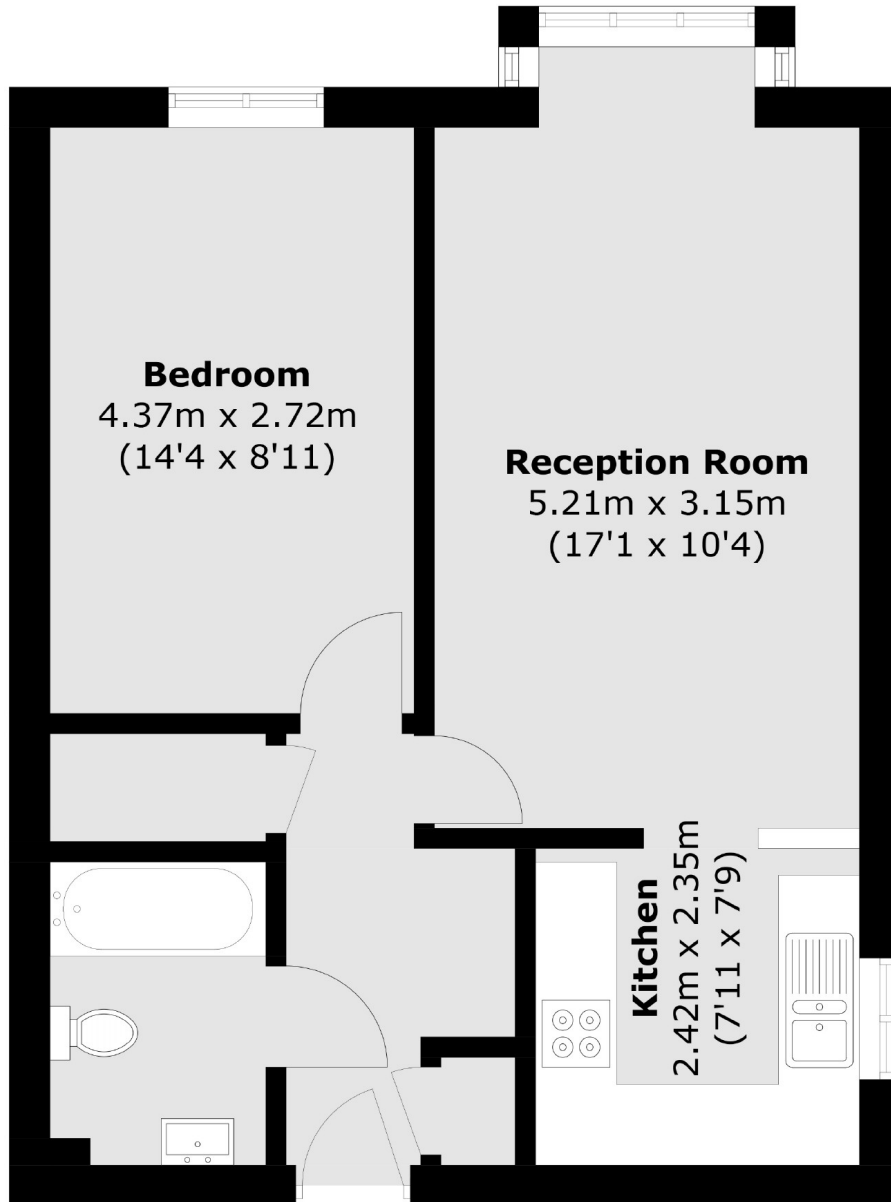 Bedroom
4.37m x 2.72m
(14'4 x 8'11)
Reception Room
5.21m x 3.15m
(17'1 x 10'4)
Kitchen
2.42m x 2.35m
(7'11 x 7'9)